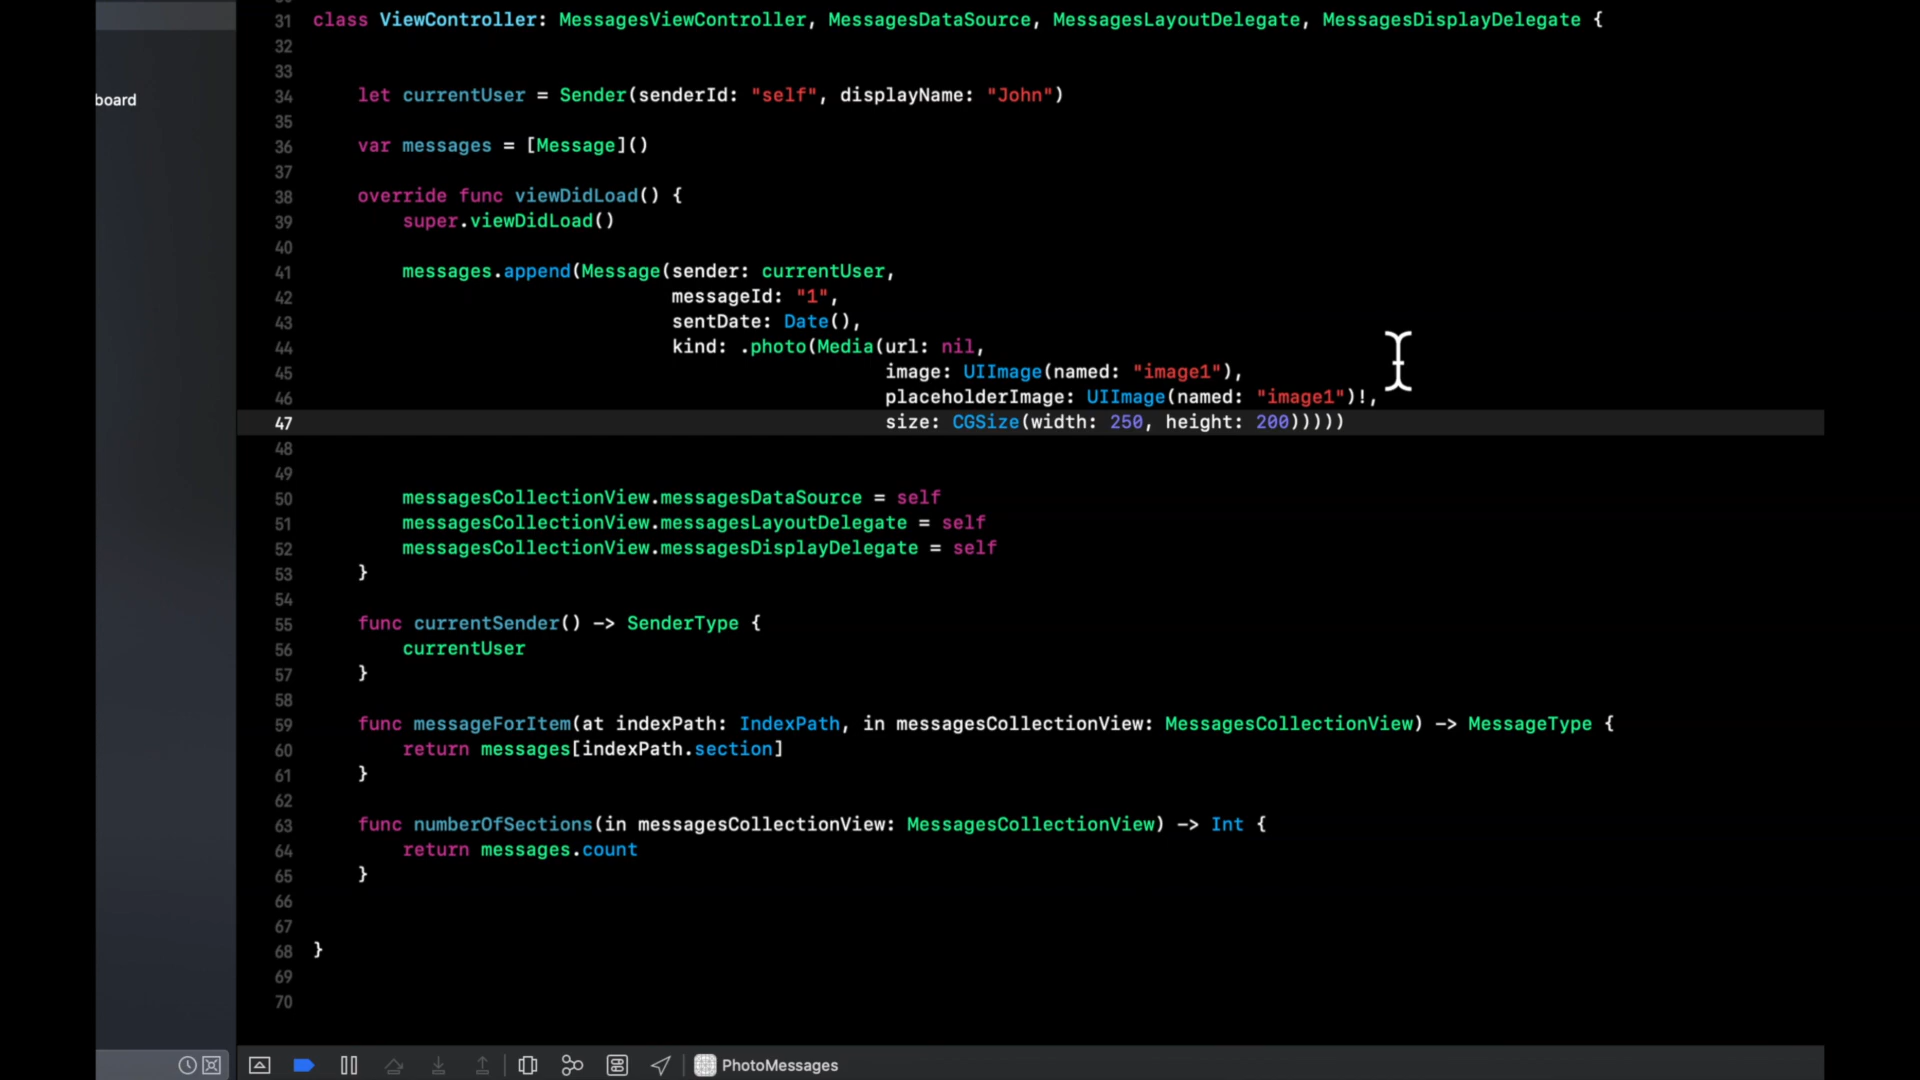 board
31 class ViewController: MessagesViewController, MessagesDataSource, MessagesLayoutDelegate, MessagesDisplayDelegate {
32
33
34 let currentUser = Sender(senderId: "self", displayName: "John")
35
36 var messages = [Message]()
37
38 override func viewDidLoad() {
39 super.viewDidLoad()
40
41 messages.append(Message(sender: currentUser,
42 messageId: "1",
43 sentDate: Date(),
44 kind: .photo(Media(url: nil,
45 image: UIImage(named: "image1"),
46 placeholderImage: UIImage(named: "image1")!,
47 size: CGSize(width: 250, height: 200)))))
48
49
50 messagesCollectionView.messagesDataSource = self
51 messagesCollectionView.messagesLayoutDelegate = self
52 messagesCollectionView.messagesDisplayDelegate = self
53 }
54
55 func currentSender() -> SenderType {
56 currentUser
57 }
58
59 func messageForItem(at indexPath: IndexPath, in messagesCollectionView: MessagesCollectionView) -> MessageType {
60 return messages[indexPath.section]
61 }
62
63 func numberOfSections(in messagesCollectionView: MessagesCollectionView) -> Int {
64 return messages.count
65 }
66
67
68 }
69
70
PhotoMessages